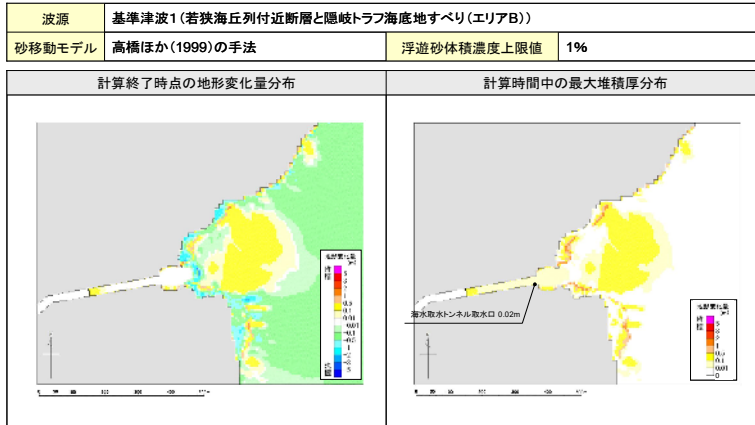 波源
基準津波1(若狭海丘列付近断層と隠岐トラフ海底地すべり(エリアB))
砂移動モデル
高橋ほか(1999)の手法
浮遊砂体積濃度上限値
1%
計算終了時点の地形変化量分布
計算時間中の最大堆積厚分布
海水取水トンネル取水口 0.02m